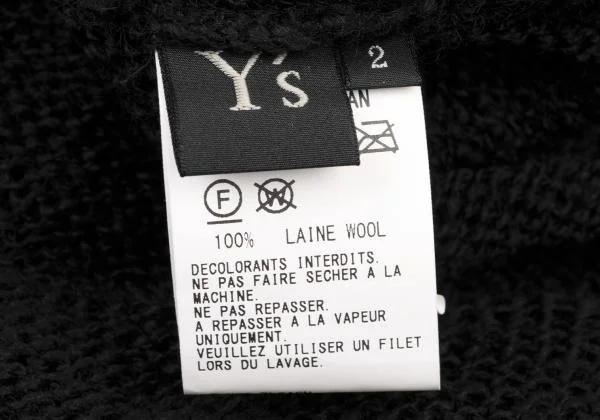 Y's
2
AN
F
W
100% LAINE WOOL
DECOLORANTS INTERDITS.
NE PAS FAIRE SECHER A LA
MACHINE.
NE PAS REPASSER.
A REPASSER A LA VAPEUR
UNIQUEMENT.
VEUILLEZ UTILISER UN FILET
LORS DU LAVAGE.